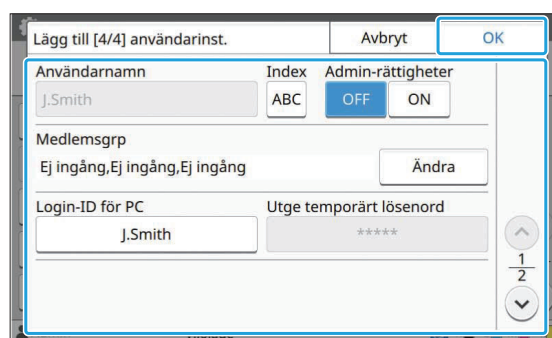 Lägg till [4/4] användarinst.
Avbryt
OK
Användarnamn
Index
Admin-rättigheter
J.Smith
ABC
OFF
ON
Medlemsgrp
Ej ingång,Ej ingång,Ej ingång
Ändra
Login-ID för PC
Utge temporärt lösenord
J.Smith
*****
1
2